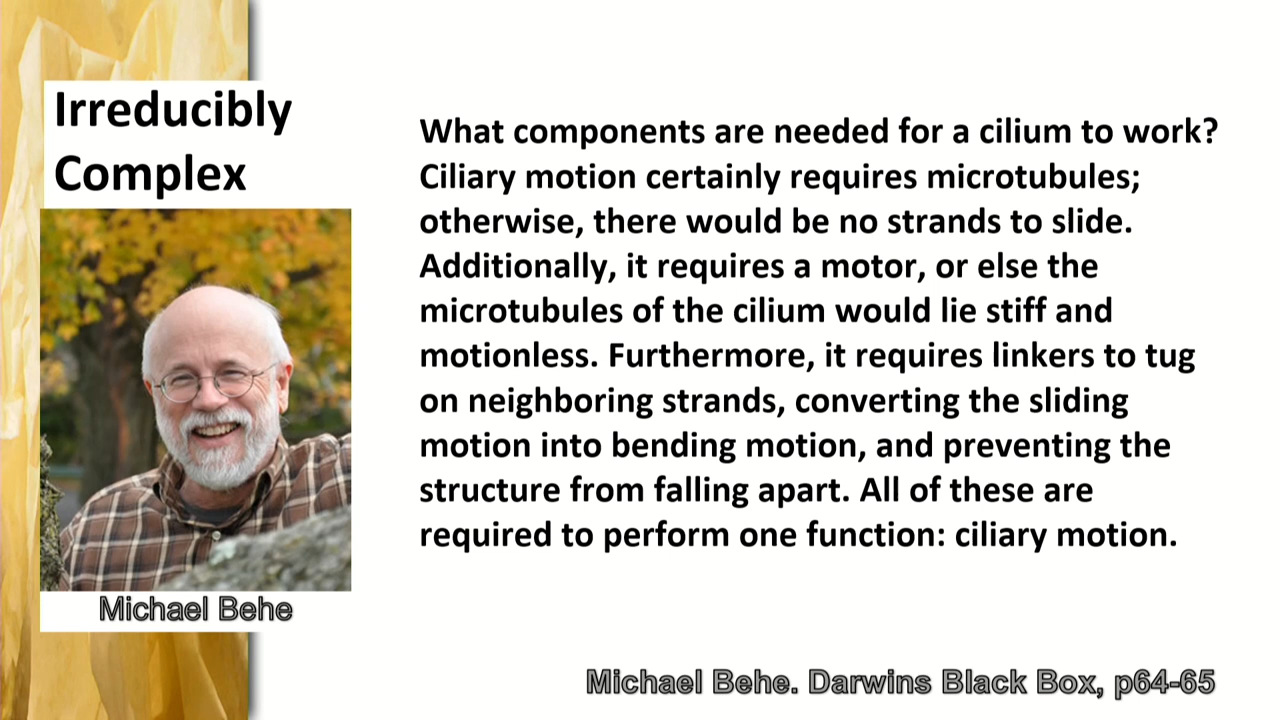 Irreducibly
Complex
Michael Behe
What components are needed for a cilium to work?
Ciliary motion certainly requires microtubules;
otherwise, there would be no strands to slide.
Additionally, it requires a motor, or else the
microtubules of the cilium would lie stiff and
motionless. Furthermore, it requires linkers to tug
on neighboring strands, converting the sliding
motion into bending motion, and preventing the
structure from falling apart. All of these are
required to perform one function: ciliary motion.
Michael Behe. Darwins Black Box, p64-65